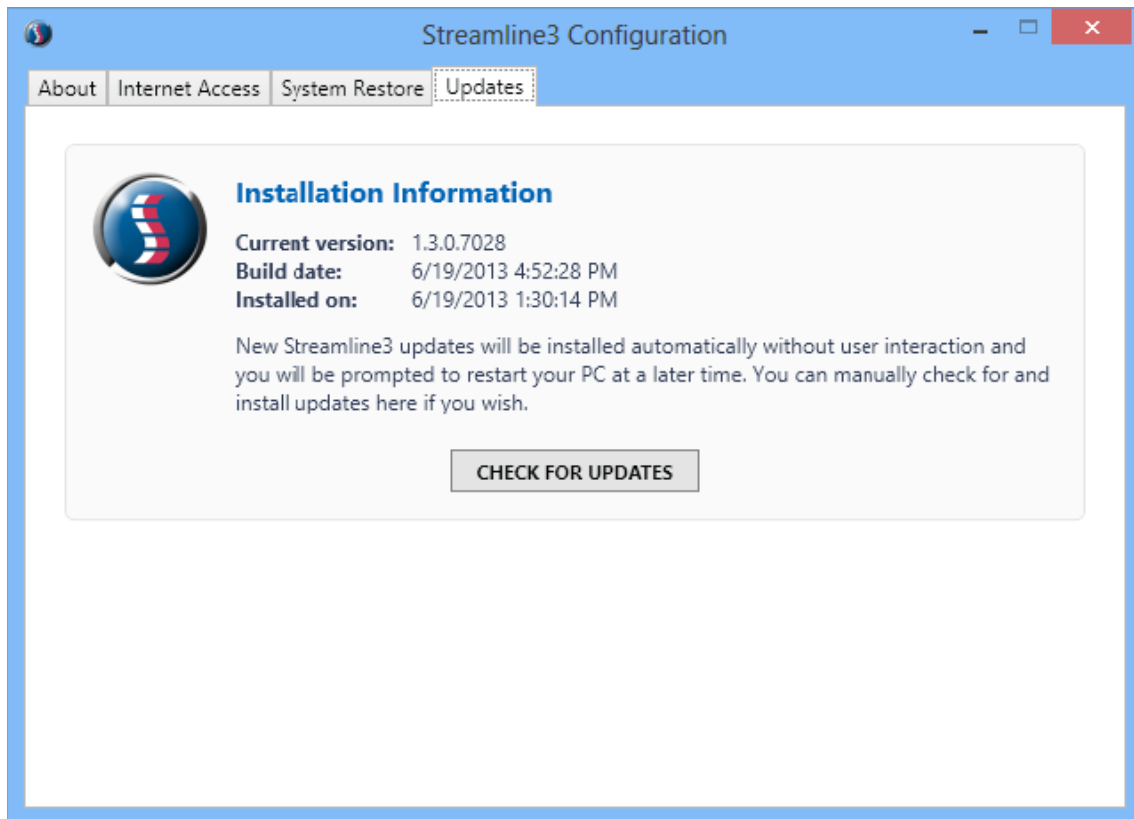 Streamline3 Configuration
About
Internet Access
System Restore
Updates
Installation Information
Current version: 1.3.0.7028
Build date: 6/19/2013 4:52:28 PM
Installed on: 6/19/2013 1:30:14 PM
New Streamline3 updates will be installed automatically without user interaction and
you will be prompted to restart your PC at a later time. You can manually check for and
install updates here if you wish.
CHECK FOR UPDATES